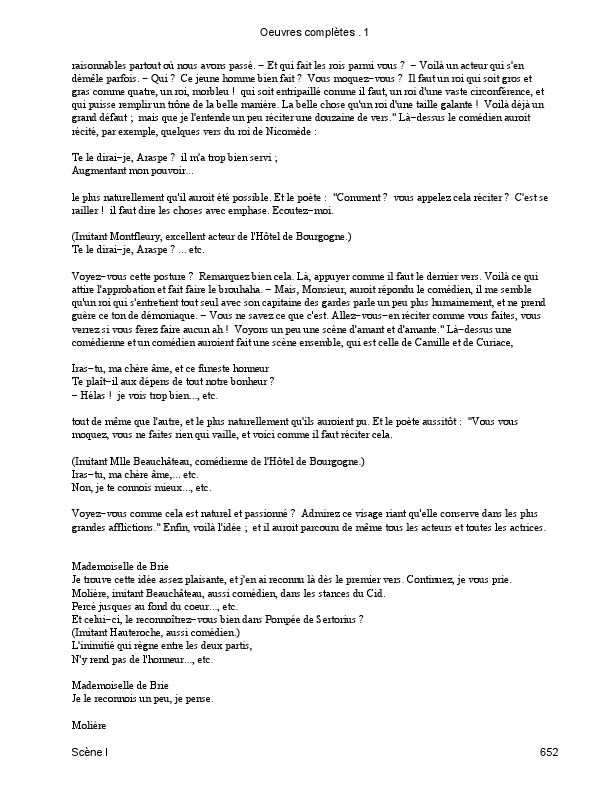 Oeuvres complètes . 1
raisonnables partout où nous avons passé. − Et qui fait les rois parmi vous ? − Voilà un acteur qui s'en
démêle parfois. − Qui ? Ce jeune homme bien fait ? Vous moquez−vous ? Il faut un roi qui soit gros et
gras comme quatre, un roi, morbleu ! qui soit entripaillé comme il faut, un roi d'une vaste circonférence, et
qui puisse remplir un trône de la belle manière. La belle chose qu'un roi d'une taille galante ! Voilà déjà un
grand défaut ; mais que je l'entende un peu réciter une douzaine de vers." Là−dessus le comédien auroit
récité, par exemple, quelques vers du roi de Nicomède :
Te le dirai−je, Araspe ? il m'a trop bien servi ;
Augmentant mon pouvoir...
le plus naturellement qu'il auroit été possible. Et le poète : "Comment ? vous appelez cela réciter ? C'est se
railler ! il faut dire les choses avec emphase. Ecoutez−moi.
(Imitant Montfleury, excellent acteur de l'Hôtel de Bourgogne.)
Te le dirai−je, Araspe ? ... etc.
Voyez−vous cette posture ? Remarquez bien cela. Là, appuyer comme il faut le dernier vers. Voilà ce qui
attire l'approbation et fait faire le brouhaha. − Mais, Monsieur, auroit répondu le comédien, il me semble
qu'un roi qui s'entretient tout seul avec son capitaine des gardes parle un peu plus humainement, et ne prend
guère ce ton de démoniaque. − Vous ne savez ce que c'est. Allez−vous−en réciter comme vous faites, vous
verrez si vous ferez faire aucun ah ! Voyons un peu une scène d'amant et d'amante." Là−dessus une
comédienne et un comédien auroient fait une scène ensemble, qui est celle de Camille et de Curiace,
Iras−tu, ma chère âme, et ce funeste honneur
Te plaît−il aux dépens de tout notre bonheur ?
− Hélas ! je vois trop bien..., etc.
tout de même que l'autre, et le plus naturellement qu'ils auroient pu. Et le poète aussitôt : "Vous vous
moquez, vous ne faites rien qui vaille, et voici comme il faut réciter cela.
(Imitant Mlle Beauchâteau, comédienne de l'Hôtel de Bourgogne.)
Iras−tu, ma chère âme,... etc.
Non, je te connois mieux..., etc.
Voyez−vous comme cela est naturel et passionné ? Admirez ce visage riant qu'elle conserve dans les plus
grandes afflictions." Enfin, voilà l'idée ; et il auroit parcouru de même tous les acteurs et toutes les actrices.
Mademoiselle de Brie
Je trouve cette idée assez plaisante, et j'en ai reconnu là dès le premier vers. Continuez, je vous prie.
Molière, imitant Beauchâteau, aussi comédien, dans les stances du Cid.
Percé jusques au fond du coeur..., etc.
Et celui−ci, le reconnoîtrez−vous bien dans Pompée de Sertorius ?
(Imitant Hauteroche, aussi comédien.)
L'inimitié qui règne entre les deux partis,
N'y rend pas de l'honneur..., etc.
Mademoiselle de Brie
Je le reconnois un peu, je pense.
Molière
Scène I 652